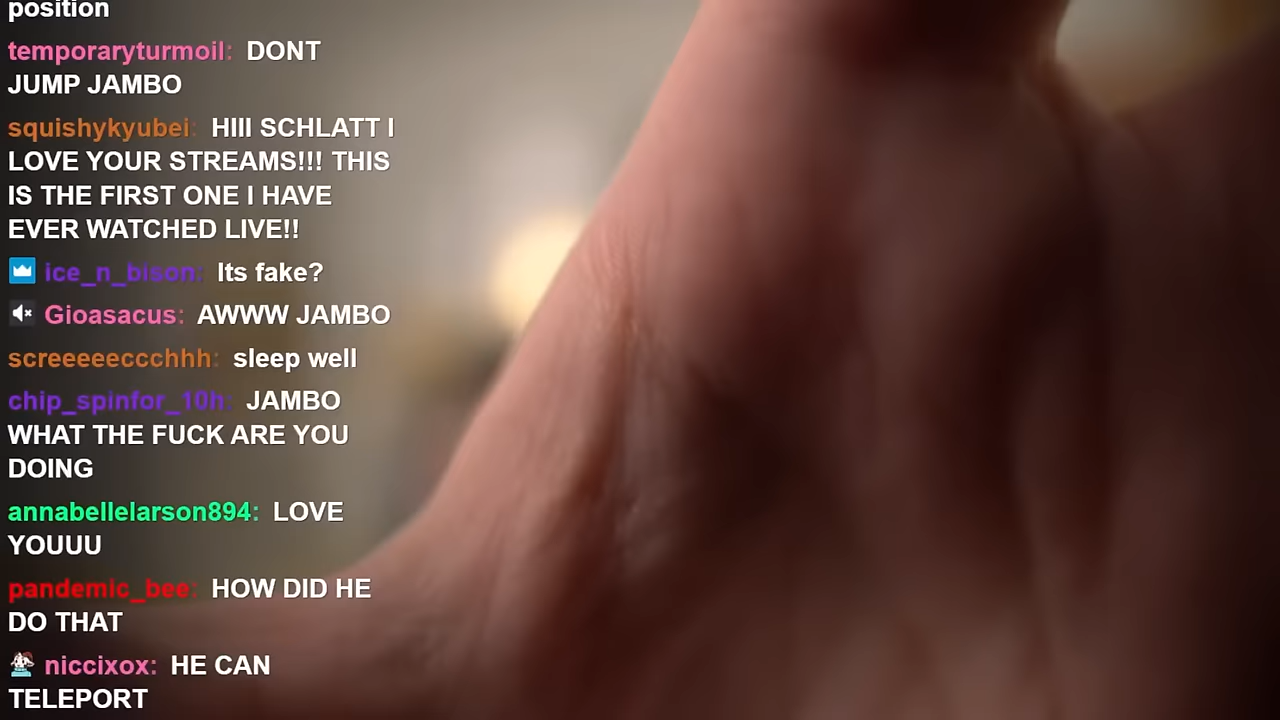 position
temporaryturmoil: DONT
JUMP JAMBO
squishykyubei: HIII SCHLATT I
LOVE YOUR STREAMS!!! THIS
IS THE FIRST ONE I HAVE
EVER WATCHED LIVE!!
ice_n_bison: Its fake?
Gioasacus: AWWW JAMBO
screeeeeccchhh: sleep well
chip_spinfor_10h: JAMBO
WHAT THE FUCK ARE YOU
DOING
annabellelarson894: LOVE
YOUUU
pandemic_bee: HOW DID HE
DO THAT
niccixox: HE CAN
TELEPORT